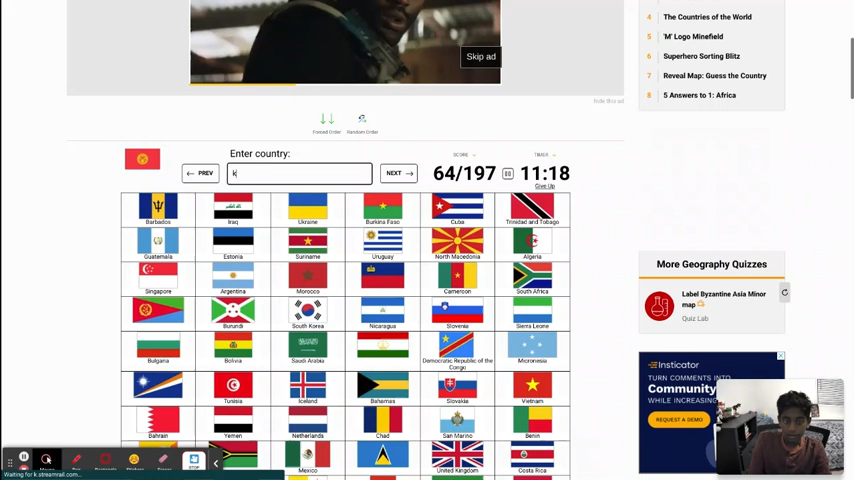 Skip ad
hide this ad
4 The Countries of the World
5 'M' Logo Minefield
6 Superhero Sorting Blitz
7 Reveal Map: Guess the Country
8 5 Answers to 1: Africa
Forced Order Random Order
Enter country:
← PREV
k
NEXT →
SCORE
64/197
TIMER
11:18
Give Up
Barbados Iraq Ukraine Burkina Faso Cuba Trinidad and Tobago
Guatemala Estonia Suriname Uruguay North Macedonia Algeria
Singapore Argentina Morocco Cameroon South Africa
Burundi South Korea Nicaragua Slovenia Sierra Leone
Bulgaria Bolivia Saudi Arabia Democratic Republic of the Congo Micronesia
Tunisia Iceland Bahamas Slovakia Vietnam
Bahrain Yemen Netherlands Chad San Marino Benin
Mexico United Kingdom Costa Rica
More Geography Quizzes
Label Byzantine Asia Minor
map
Quiz Lab
Insticator
TURN COMMENTS INTO
Community
WHILE INCREASING
REQUEST A DEMO
STOP
Waiting for k.streamrail.com...